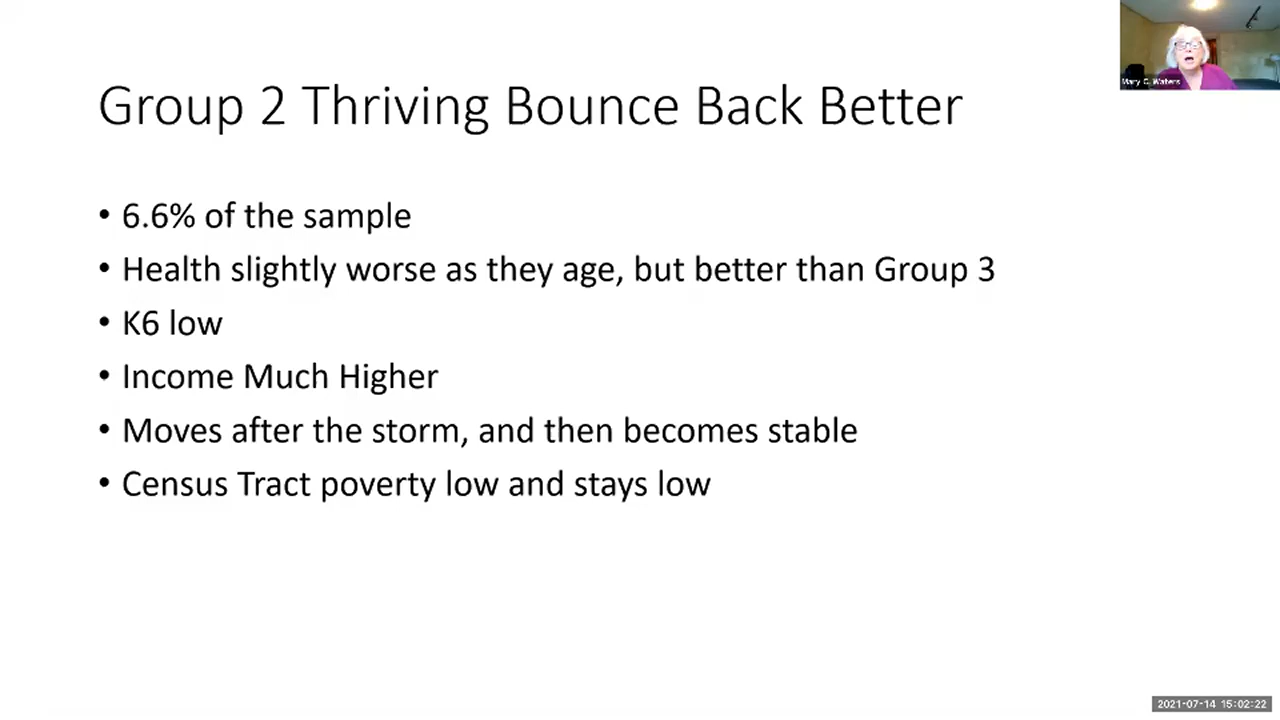 Mary C. Waters
Group 2 Thriving Bounce Back Better
• 6.6% of the sample
• Health slightly worse as they age, but better than Group 3
• K6 low
• Income Much Higher
• Moves after the storm, and then becomes stable
• Census Tract poverty low and stays low
2021-07-14 15:02:22